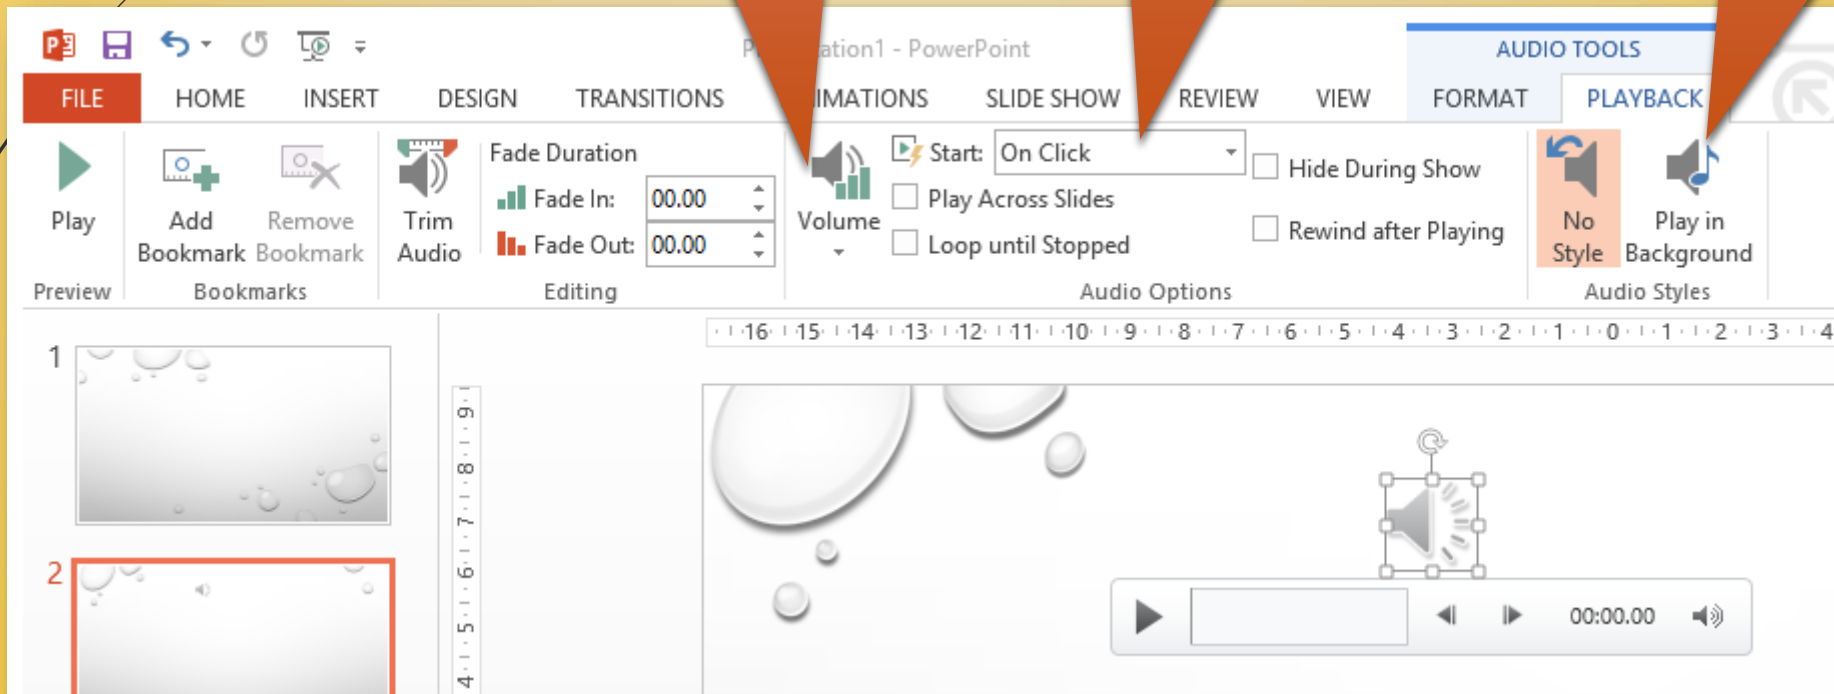 ation1 - PowerPoint
AUDIO TOOLS
FILE HOME INSERT DESIGN TRANSITIONS IMATIONS SLIDE SHOW REVIEW VIEW FORMAT PLAYBACK
Play
Preview
Add
Bookmark
Remove
Bookmark
Bookmarks
Trim
Audio
Fade Duration
Fade In: 00.00
Fade Out: 00.00
Editing
Volume
Start: On Click
Play Across Slides
Loop until Stopped
Hide During Show
Rewind after Playing
Audio Options
No
Style
Play in
Background
Audio Styles
16 15 14 13 12 11 10 9 8 7 6 5 4 3 2 1 0 1 2 3 4
1
2
9
8
7
6
5
4
00:00.00